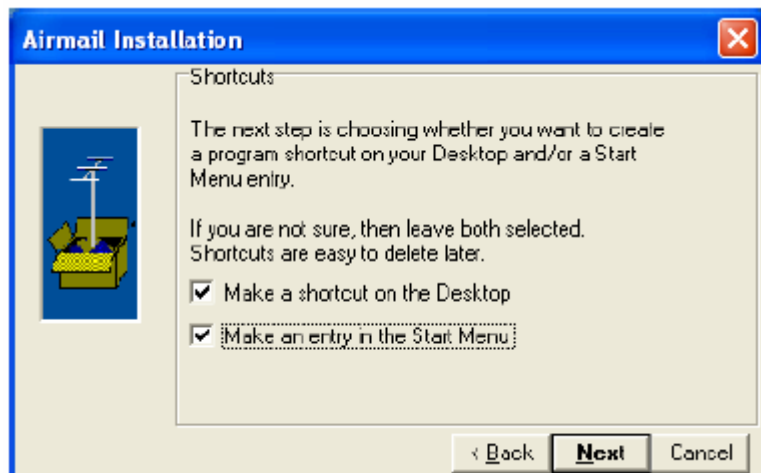 Airmail Installation
Shortcuts
The next step is choosing whether you want to create
a program shortcut on your Desktop and/or a Start
Menu entry.
If you are not sure, then leave both selected.
Shortcuts are easy to delete later.
Make a shortcut on the Desktop
Make an entry in the Start Menu
< Back Next Cancel